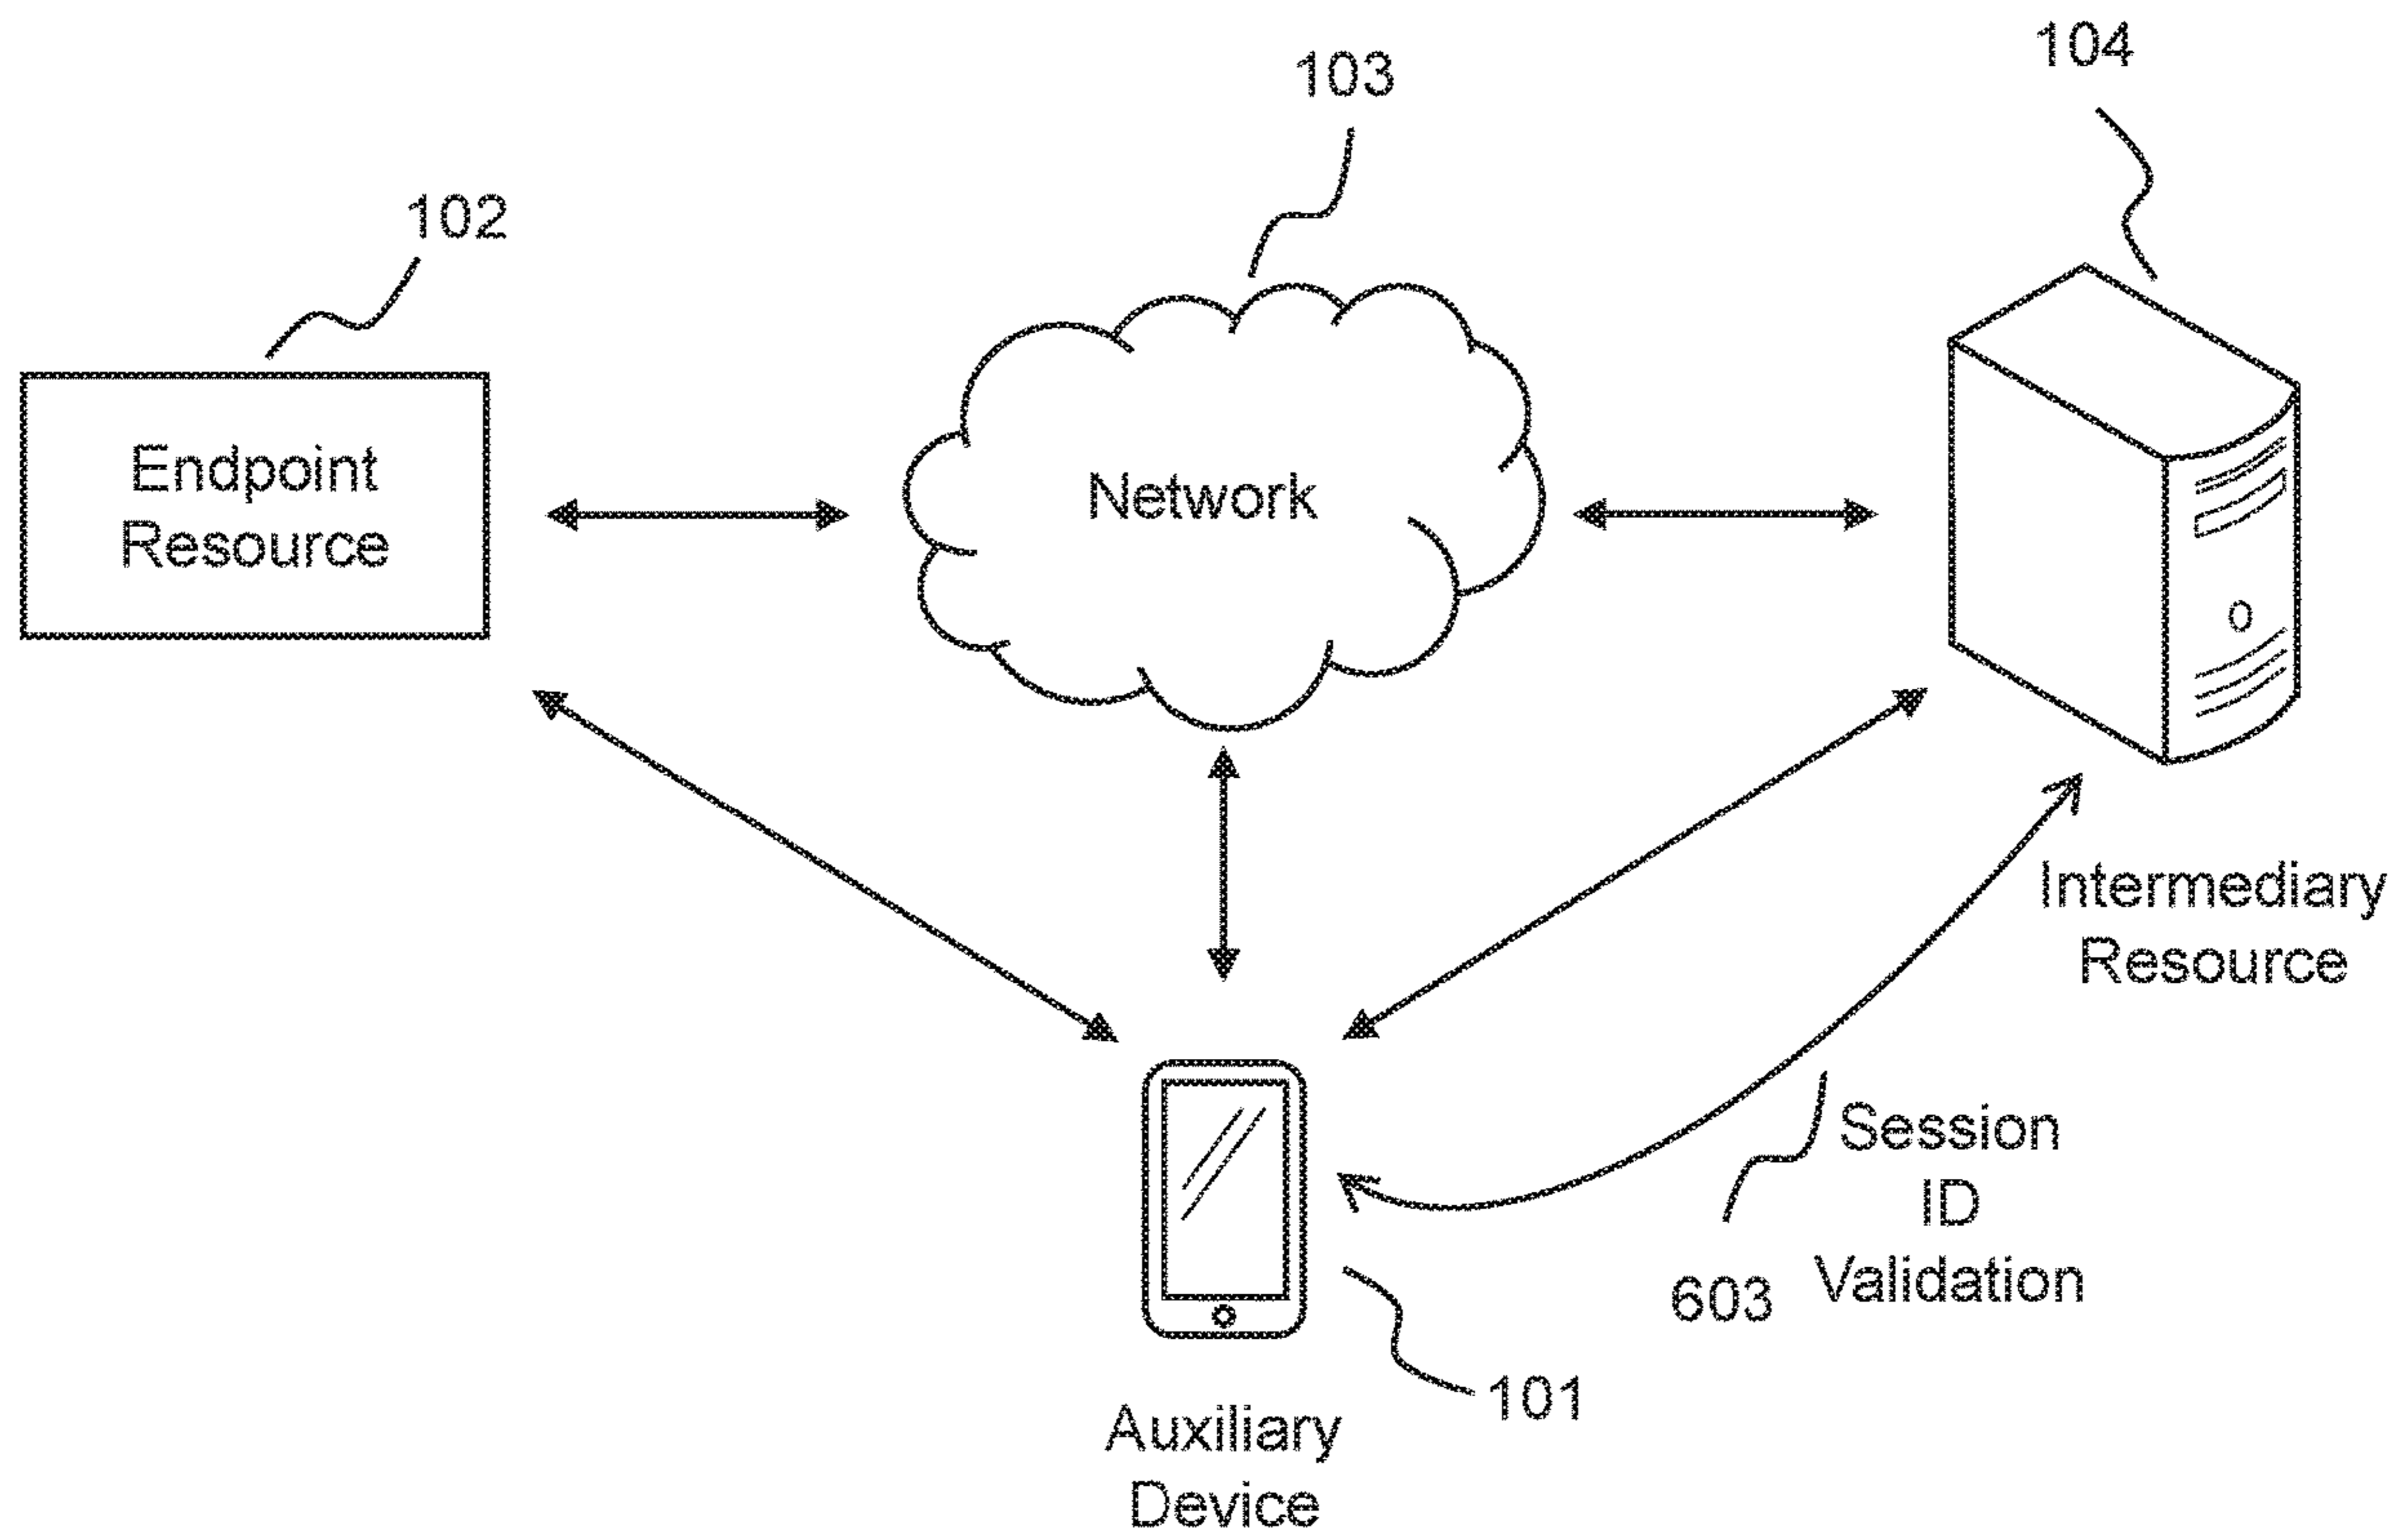 104
103
102
Endpoint
Resource
Network
Intermediary
Resource
Session
ID
Validation
603
101
Auxiliary
Device